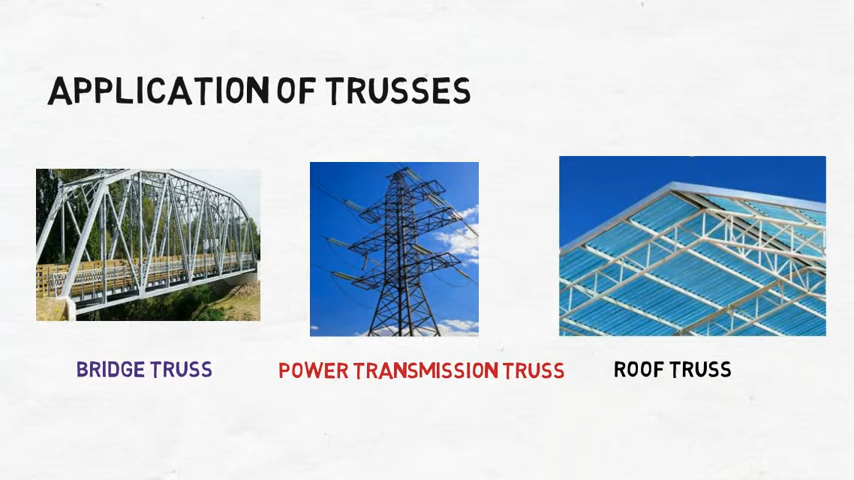 APPLICATION OF TRUSSES
BRIDGE TRUSS
POWER TRANSMISSION TRUSS
ROOF TRUSS